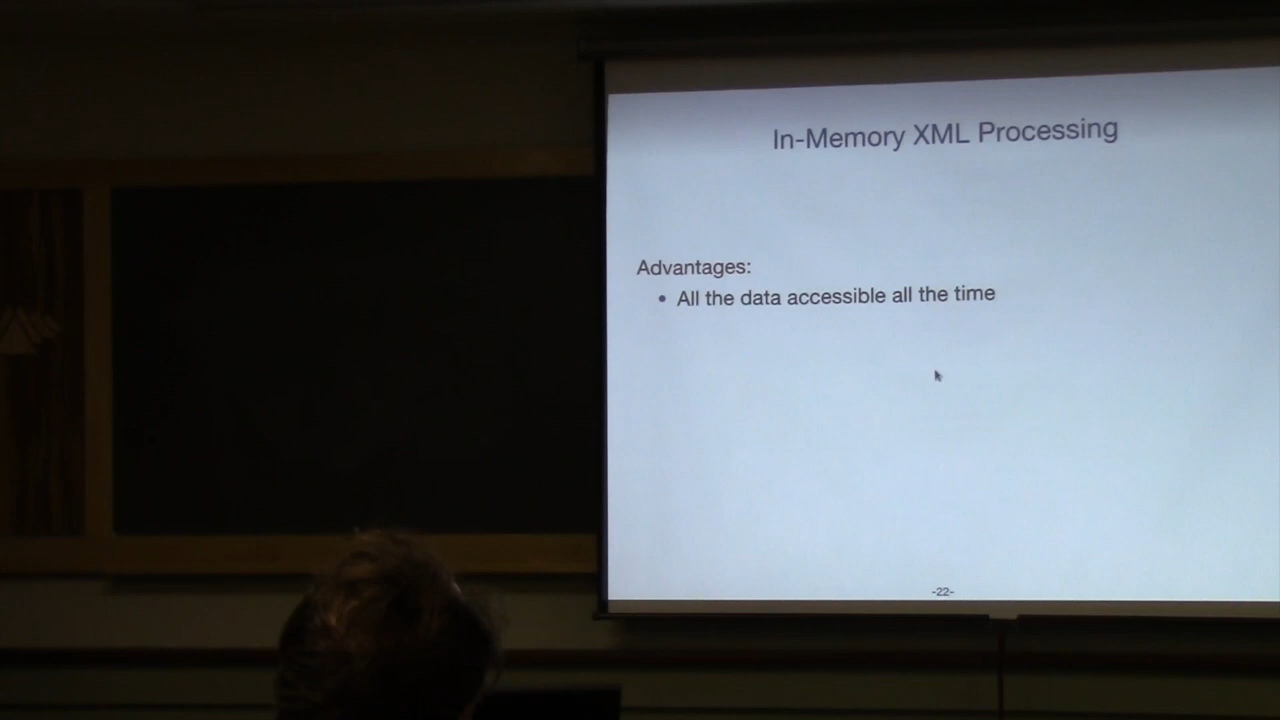 In-Memory XML Processing
Advantages:
• All the data accessible all the time
-22-